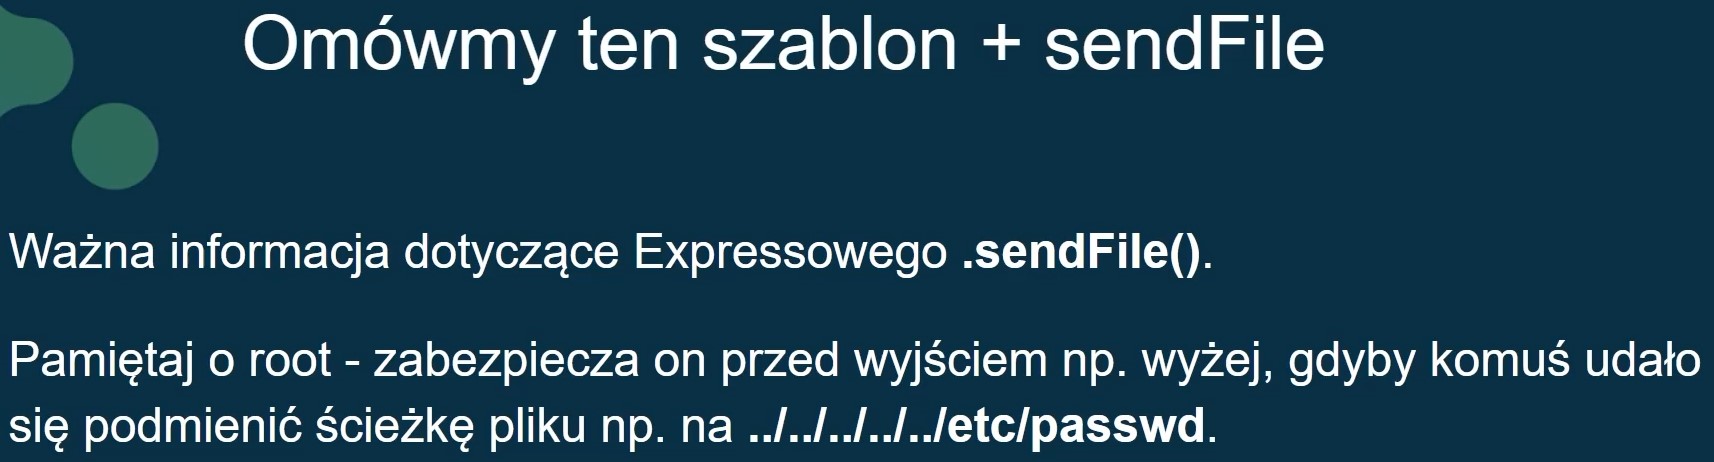 Omówmy ten szablon + sendFile
Ważna informacja dotyczące Expressowego .sendFile().
Pamiętaj o root - zabezpiecza on przed wyjściem np. wyżej, gdyby komuś udało
się podmienić ścieżkę pliku np. na ../../../../../etc/passwd.